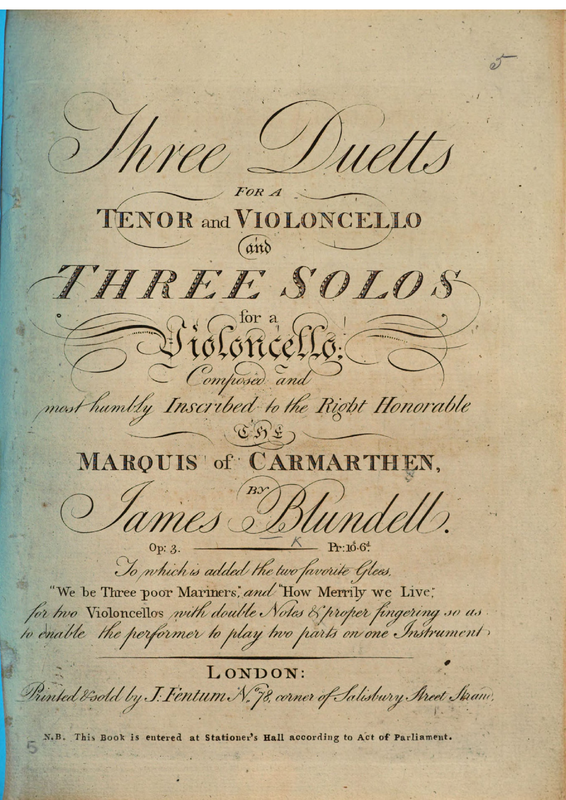 Three Duetts
FOR A
TENOR and VIOLONCELLO
and
THREE SOLOS
for a
Violoncello;
Composed and
most humbly Inscribed to the Right Honorable
THE
MARQUIS of CARMARTHEN,
BY
James Blundell.
Op: 3. Pr: 10s-6d
To which is added the two favorite Glees,
"We be Three poor Mariners," and "How Merrily we Live,"
for two Violoncellos with double Notes & proper fingering so as
to enable the performer to play two parts on one Instrument
LONDON:
Printed & sold by J. Fentum No. 78, corner of Salisbury Street Strand.
N.B. This Book is entered at Stationer's Hall according to Act of Parliament.
5